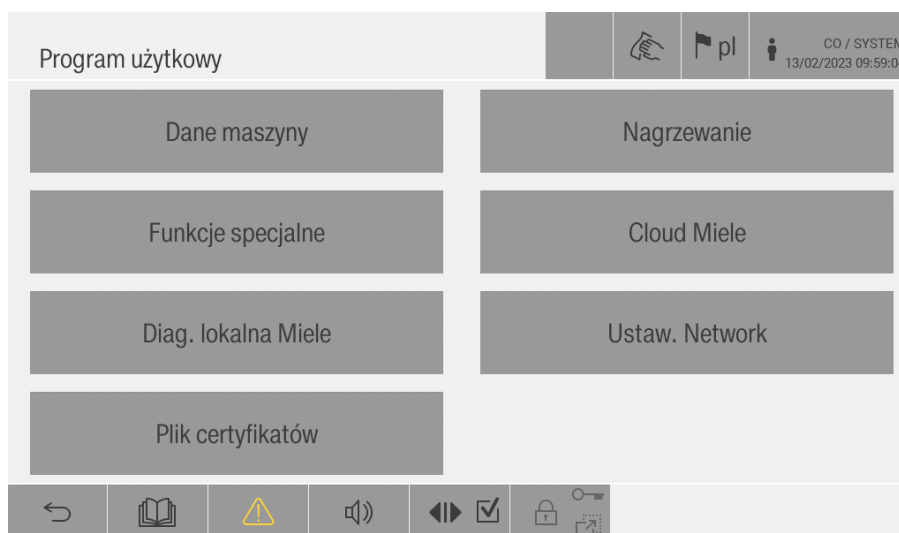 Program użytkowy
pl
CO / SYSTEM
13/02/2023 09:59:0
Dane maszyny
Nagrzewanie
Funkcje specjalne
Cloud Miele
Diag. lokalna Miele
Ustaw. Network
Plik certyfikatów